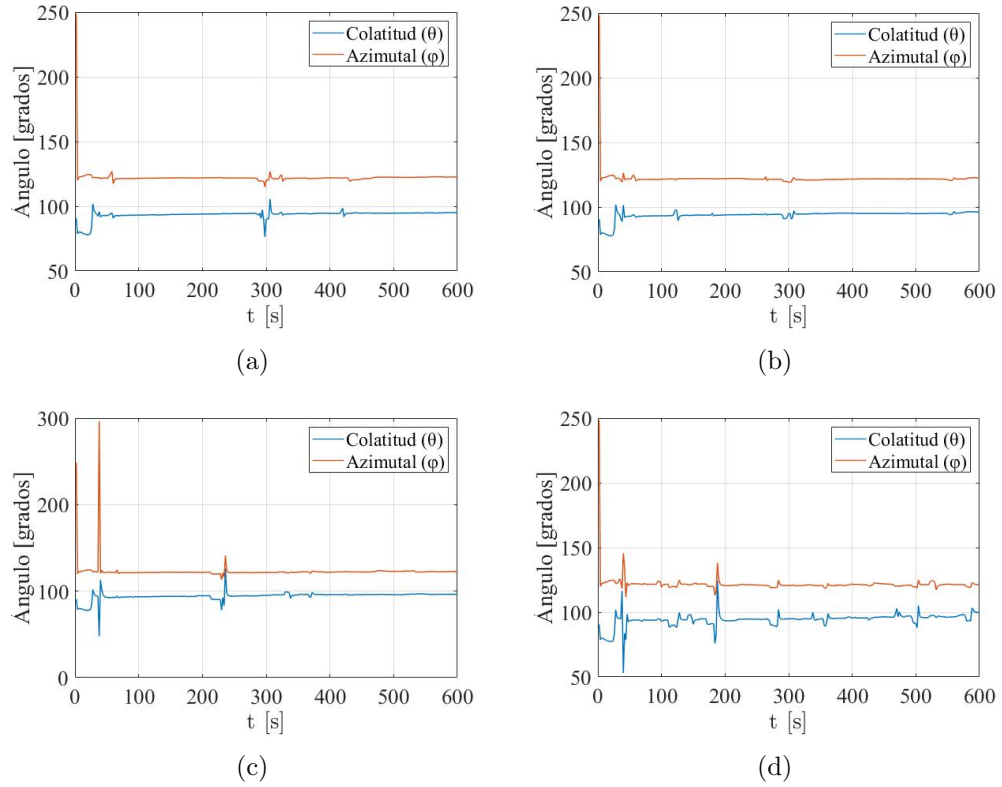 250
200
150
100
50
Ángulo [grados]
0 100 200 300 400 500 600
t [s]
Colatitud (θ)
Azimutal (φ)
(a)
250
200
150
100
50
Ángulo [grados]
0 100 200 300 400 500 600
t [s]
Colatitud (θ)
Azimutal (φ)
(b)
300
200
100
0
Ángulo [grados]
0 100 200 300 400 500 600
t [s]
Colatitud (θ)
Azimutal (φ)
(c)
250
200
150
100
50
Ángulo [grados]
0 100 200 300 400 500 600
t [s]
Colatitud (θ)
Azimutal (φ)
(d)